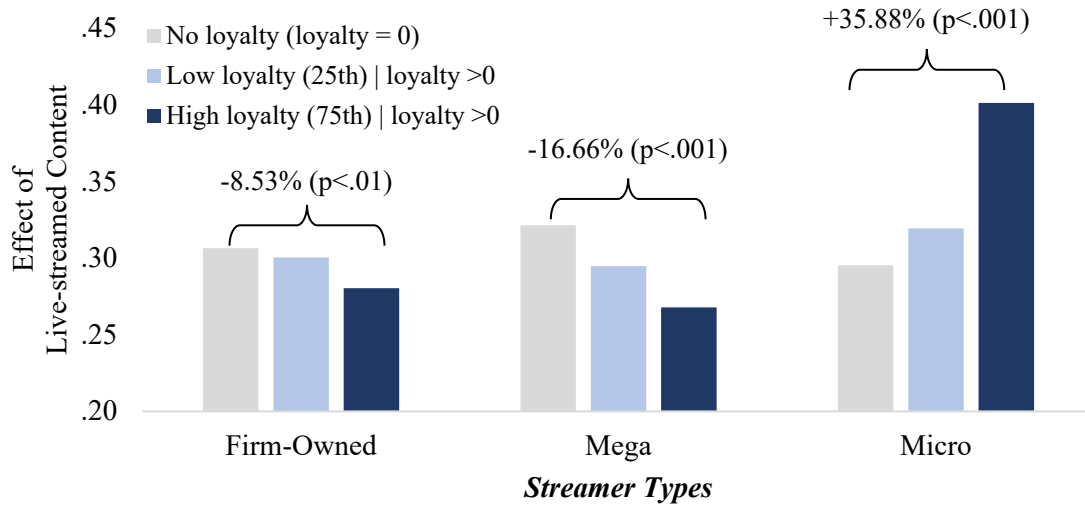 .45
.40
.35
.30
.25
.20
Effect of
Live-streamed Content
No loyalty (loyalty = 0)
Low loyalty (25th) | loyalty >0
High loyalty (75th) | loyalty >0
-8.53% (p<.01)
-16.66% (p<.001)
+35.88% (p<.001)
Firm-Owned
Mega
Micro
Streamer Types